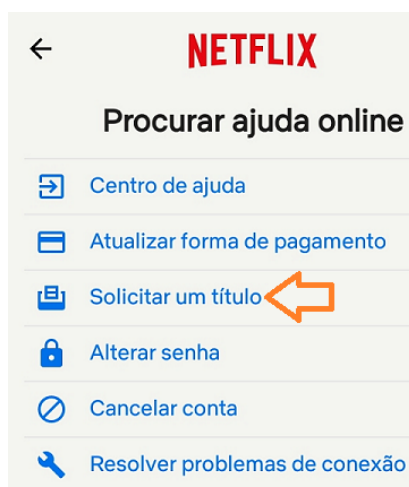 NETFLIX
Procurar ajuda online
Centro de ajuda
Atualizar forma de pagamento
Solicitar um título
Alterar senha
Cancelar conta
Resolver problemas de conexão